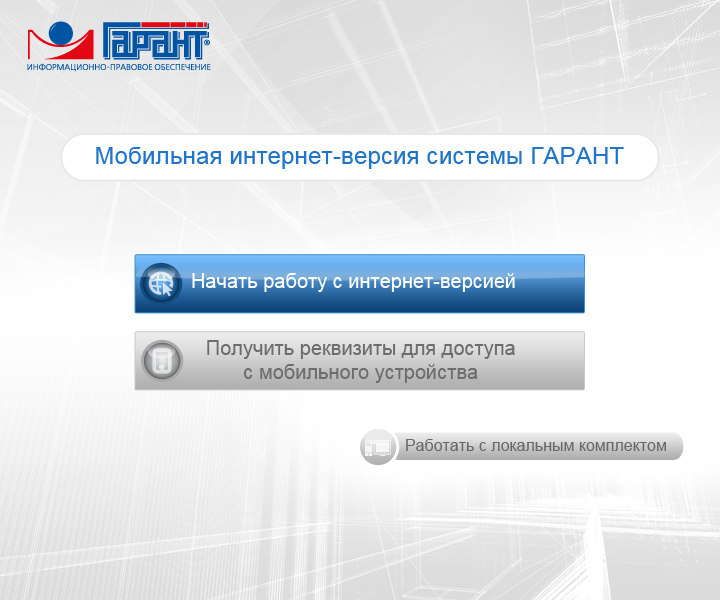 ГАРАНТ®
ИНФОРМАЦИОННО-ПРАВОВОЕ ОБЕСПЕЧЕНИЕ
Мобильная интернет-версия системы ГАРАНТ
Начать работу с интернет-версией
Получить реквизиты для доступа
с мобильного устройства
Работать с локальным комплектом